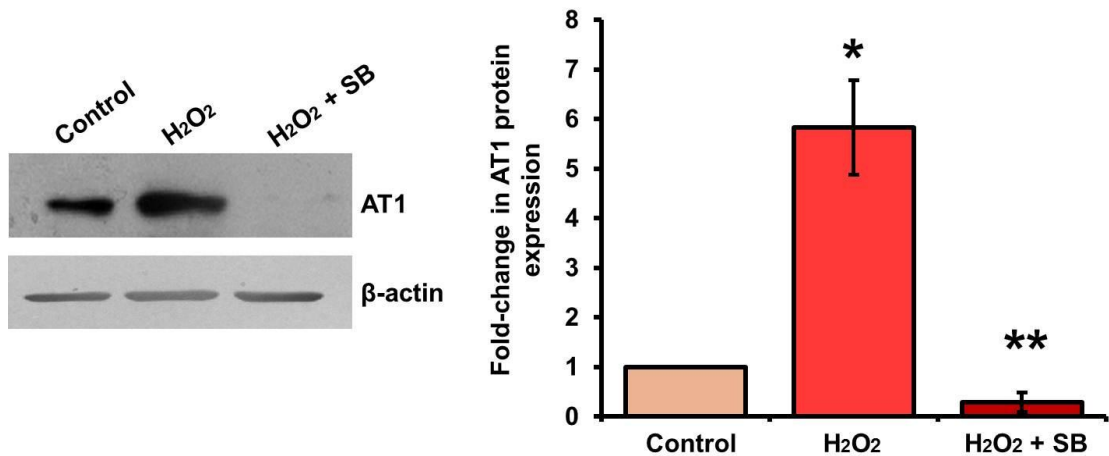 Control
H₂O₂
H₂O₂ + SB
AT1
β-actin
Fold-change in AT1 protein
expression
8
7
6
5
4
3
2
1
0
*
**
Control
H₂O₂
H₂O₂ + SB